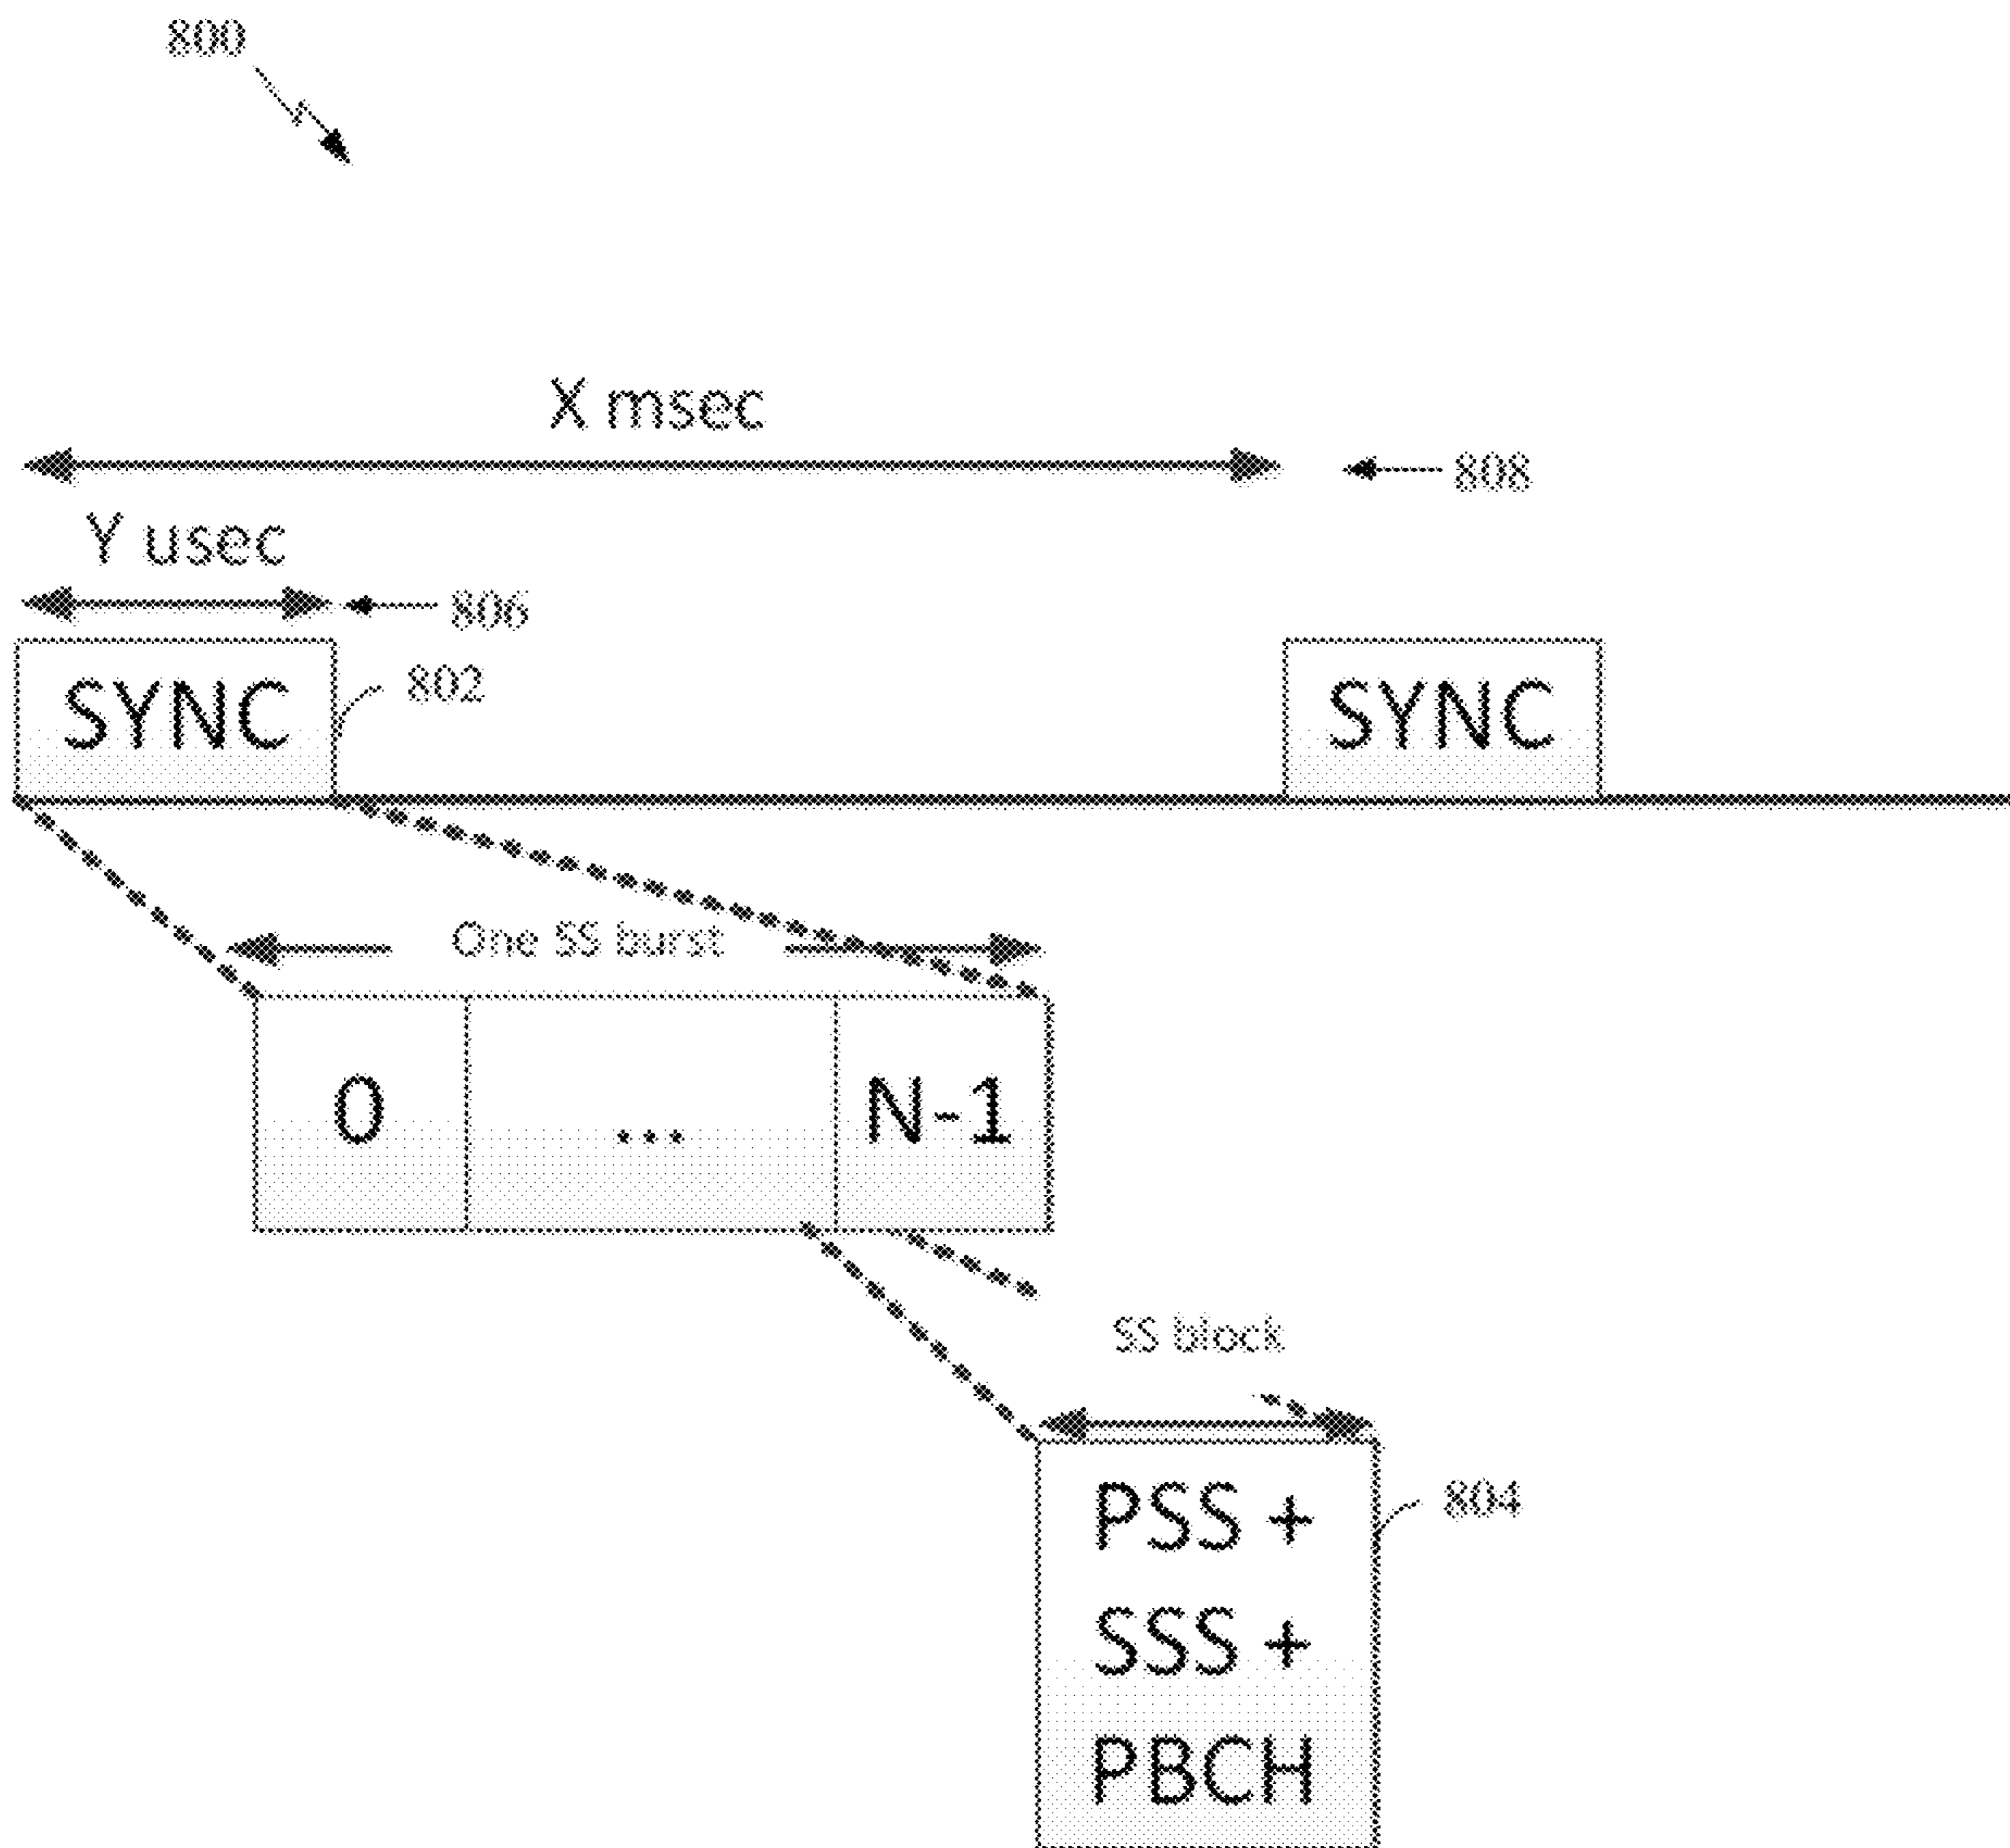 800
X msec
808
Y usec
806
SYNC
802
SYNC
One SS burst
0
...
N-1
SS block
PSS +
804
SSS +
PBCH